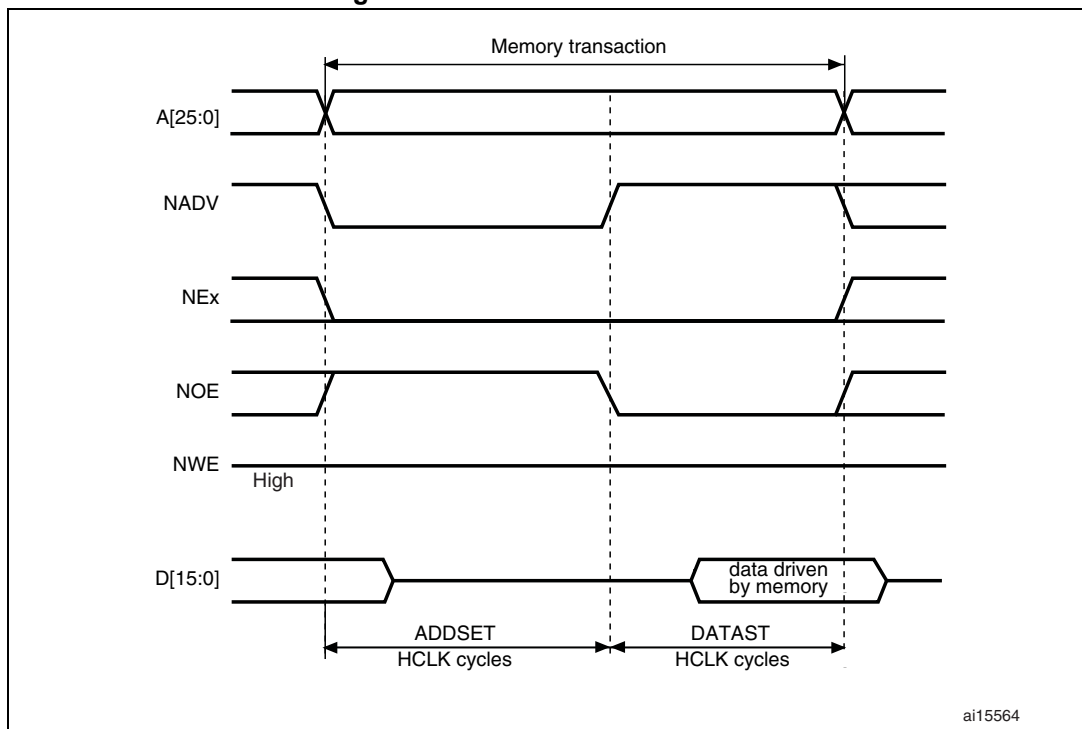 Memory transaction
A[25:0]
NADV
NEx
NOE
NWE
High
D[15:0]
data driven
by memory
ADDSET
HCLK cycles
DATAST
HCLK cycles
ai15564